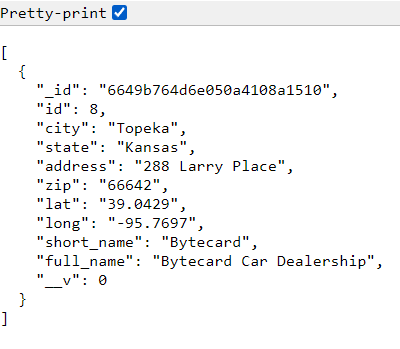 Pretty-print
[
  {
    "_id": "6649b764d6e050a4108a1510",
    "id": 8,
    "city": "Topeka",
    "state": "Kansas",
    "address": "288 Larry Place",
    "zip": "66642",
    "lat": "39.0429",
    "long": "-95.7697",
    "short_name": "Bytecard",
    "full_name": "Bytecard Car Dealership",
    "__v": 0
  }
]